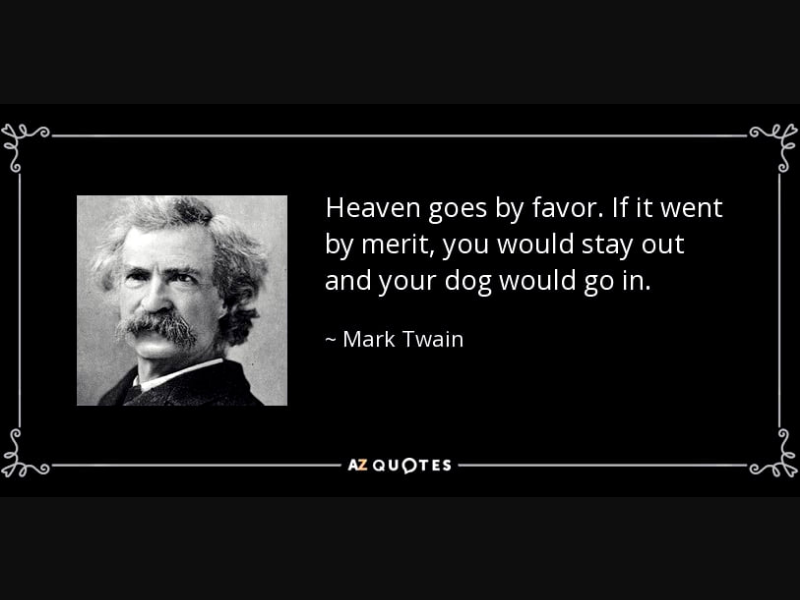 Heaven goes by favor. If it went
by merit, you would stay out
and your dog would go in.
~ Mark Twain
AZ QUOTES